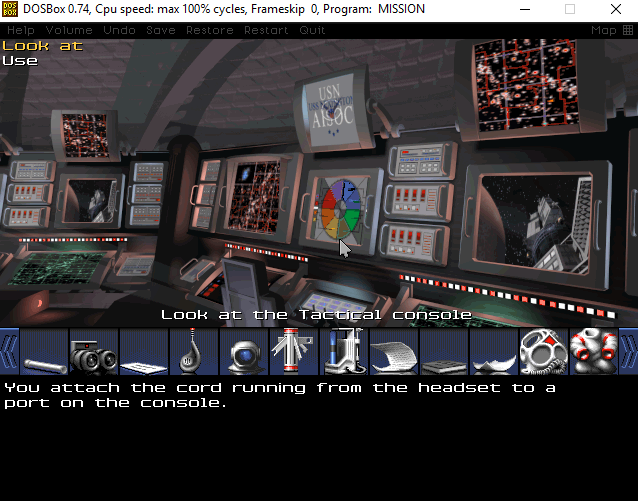 DOSBox 0.74, Cpu speed: max 100% cycles, Frameskip 0, Program: MISSION
Help Volume Undo Save Restore Restart Quit Map
Look at
Use
USN
AISOC
Look at the Tactical console
You attach the cord running from the headset to a
port on the console.